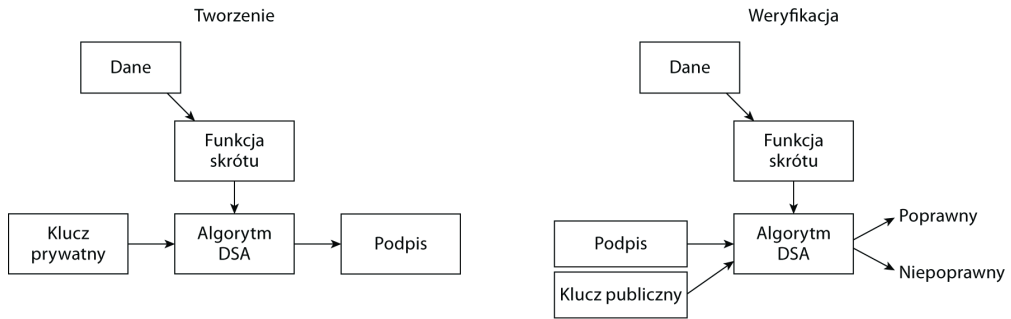 Tworzenie
Dane
Funkcja
skrótu
Klucz
prywatny
Algorytm
DSA
Podpis
Weryfikacja
Dane
Funkcja
skrótu
Podpis
Klucz publiczny
Algorytm
DSA
Poprawny
Niepoprawny